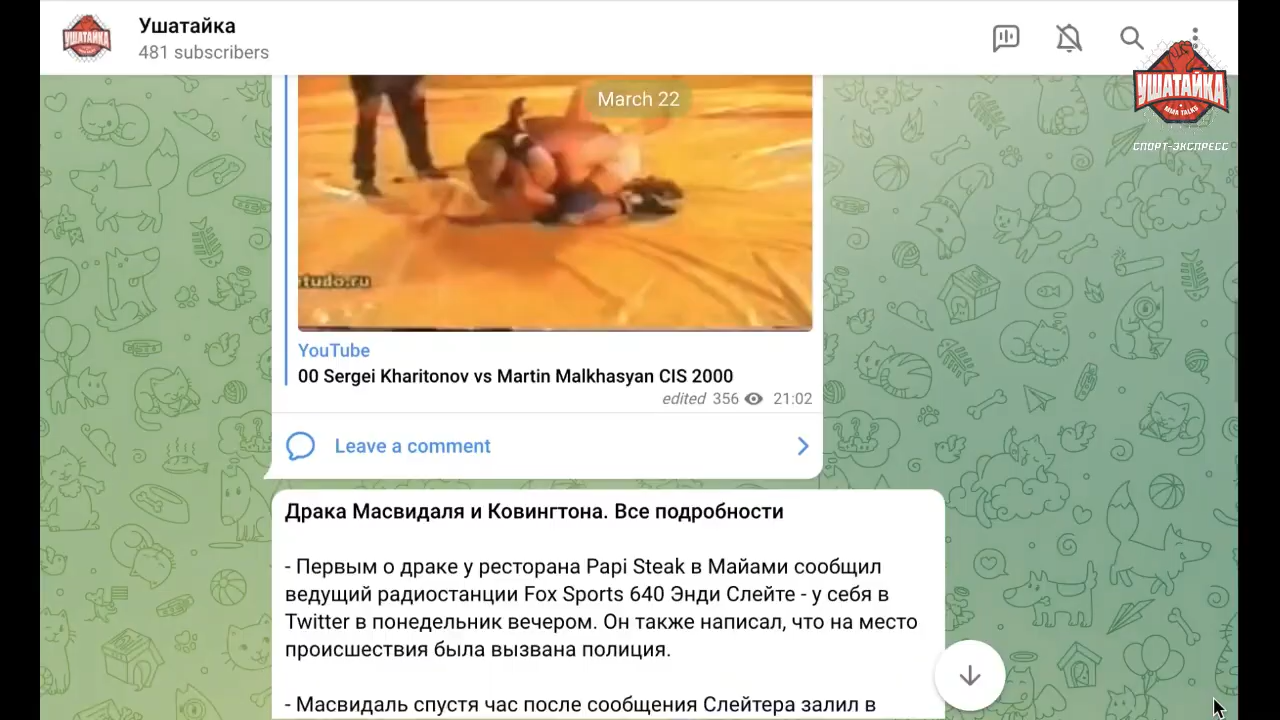 Ушатайка
481 subscribers
УШАТАЙКА
УШАТАЙКА
MMA TALKS
СПОРТ-ЭКСПРЕСС
March 22
tudo.ru
YouTube
00 Sergei Kharitonov vs Martin Malkhasyan CIS 2000
edited 356 21:02
Leave a comment
Драка Масвидаля и Ковингтона. Все подробности
- Первым о драке у ресторана Papi Steak в Майами сообщил
ведущий радиостанции Fox Sports 640 Энди Слейте - у себя в
Twitter в понедельник вечером. Он также написал, что на место
происшествия была вызвана полиция.
- Масвидаль спустя час после сообщения Слейтера залил в